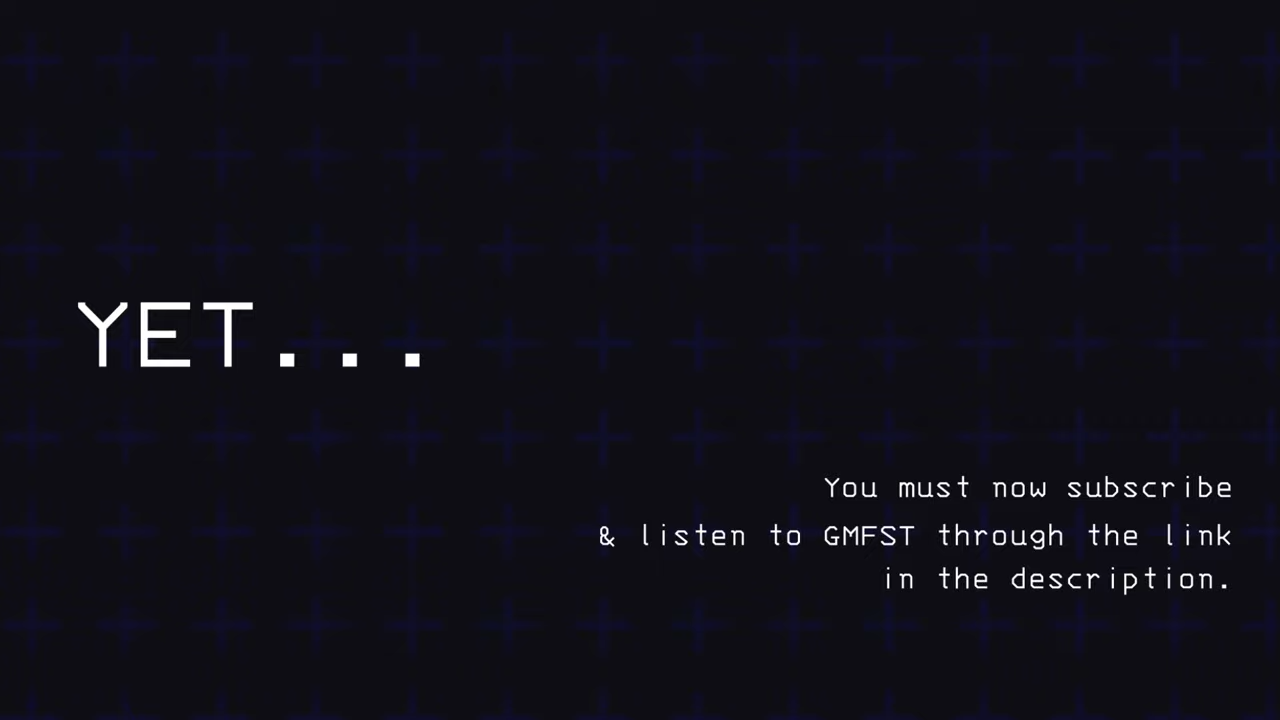 YET...
You must now subscribe
& listen to GMFST through the link
in the description.